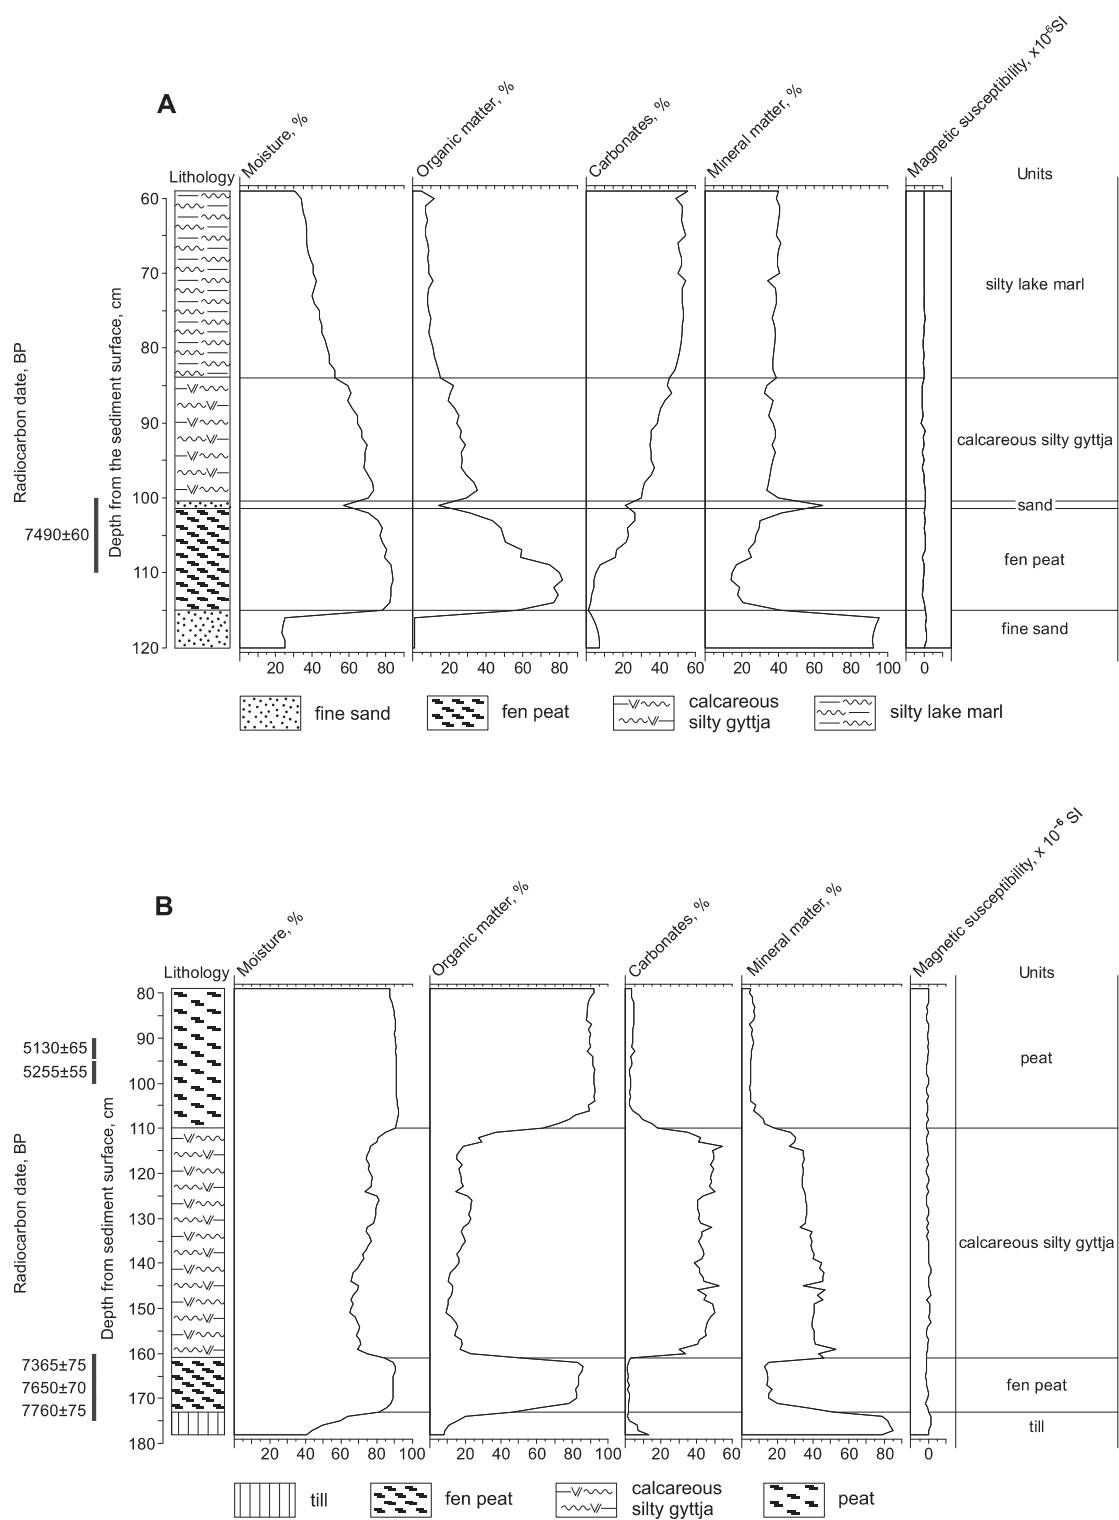 A
Moisture, %
Organic matter, %
Carbonates, %
Mineral matter, %
Magnetic susceptibility, x10⁻⁶SI
Lithology
Units
Radiocarbon date, BP
Depth from the sediment surface, cm
60
70
80
90
100
110
120
7490±60
silty lake marl
calcareous silty gyttja
sand
fen peat
fine sand
20 40 60 80
20 40 60 80
20 40 60
20 40 60 80 100
0
fine sand
fen peat
calcareous
silty gyttja
silty lake marl
B
Moisture, %
Organic matter, %
Carbonates, %
Mineral matter, %
Magnetic susceptibility, x 10⁻⁶ SI
Lithology
Units
Radiocarbon date, BP
Depth from sediment surface, cm
80
90
100
110
120
130
140
150
160
170
180
5130±65
5255±55
7365±75
7650±70
7760±75
peat
calcareous silty gyttja
fen peat
till
20 40 60 80 100
20 40 60 80 100
20 40 60
20 40 60 80
0
till
fen peat
calcareous
silty gyttja
peat